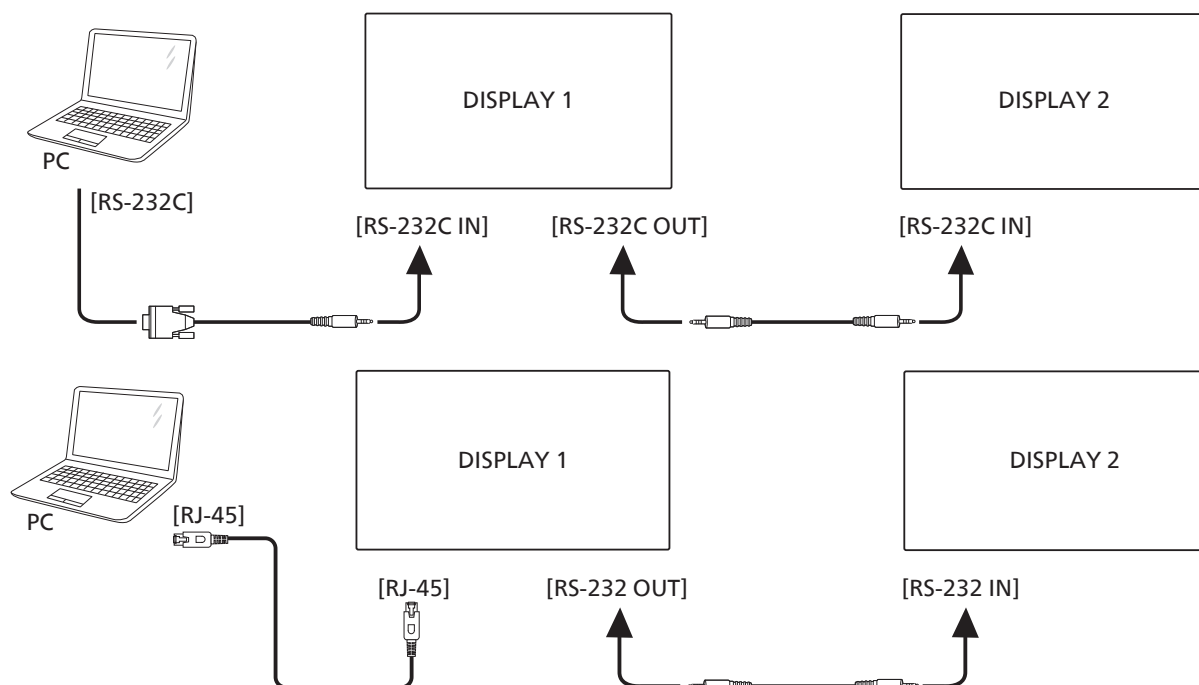 DISPLAY 1
DISPLAY 2
PC
[RS-232C]
[RS-232C IN]
[RS-232C OUT]
[RS-232C IN]
DISPLAY 1
DISPLAY 2
PC
[RJ-45]
[RJ-45]
[RS-232 OUT]
[RS-232 IN]